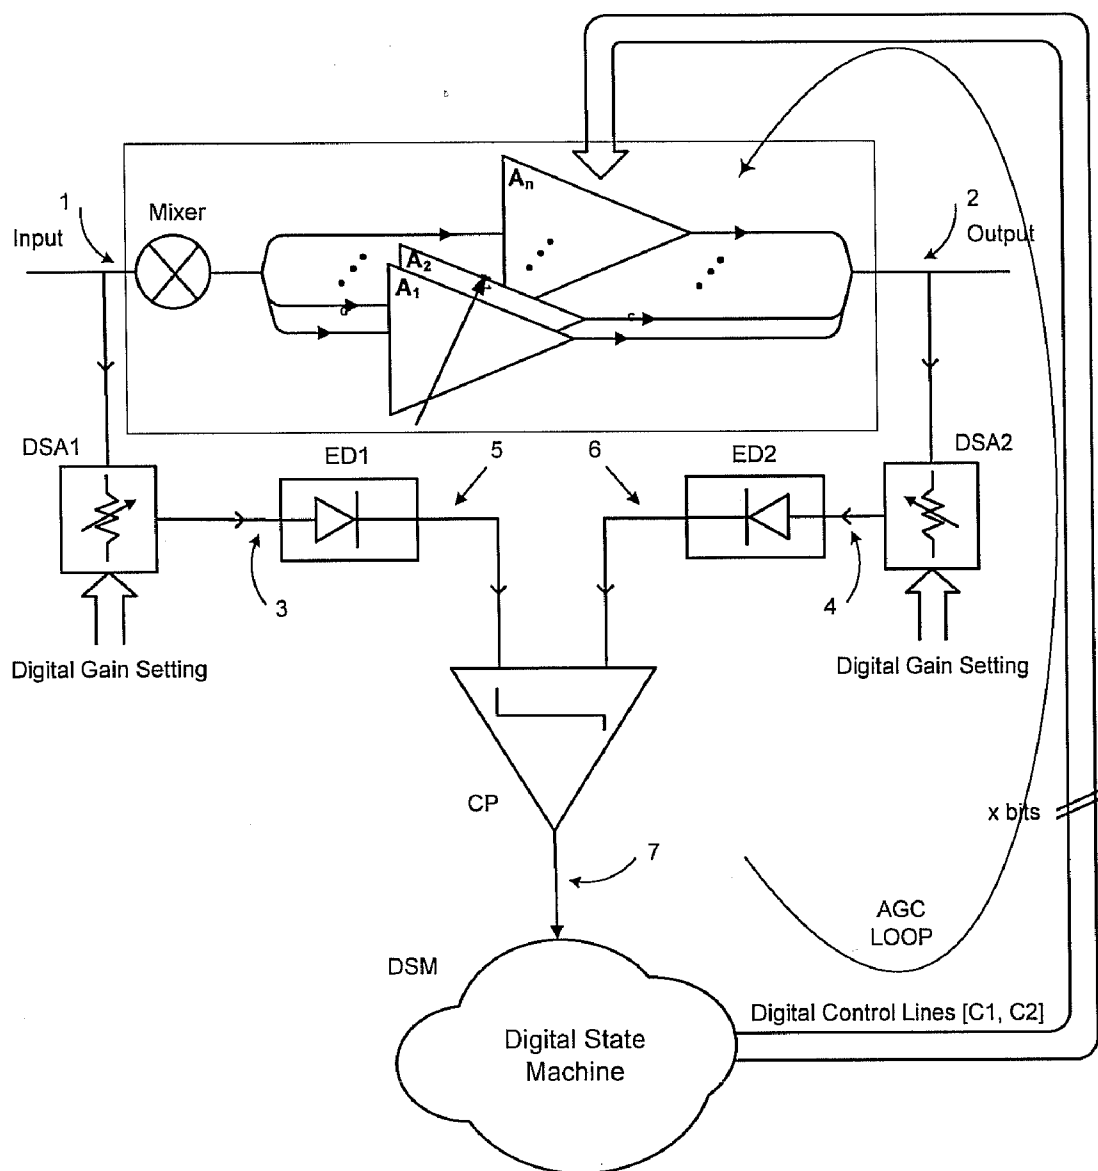 1
Input
Mixer
An
A2
A1
2
Output
DSA1
ED1
5
6
ED2
DSA2
3
4
Digital Gain Setting
Digital Gain Setting
CP
x bits
7
AGC
LOOP
DSM
Digital Control Lines [C1, C2]
Digital State
Machine